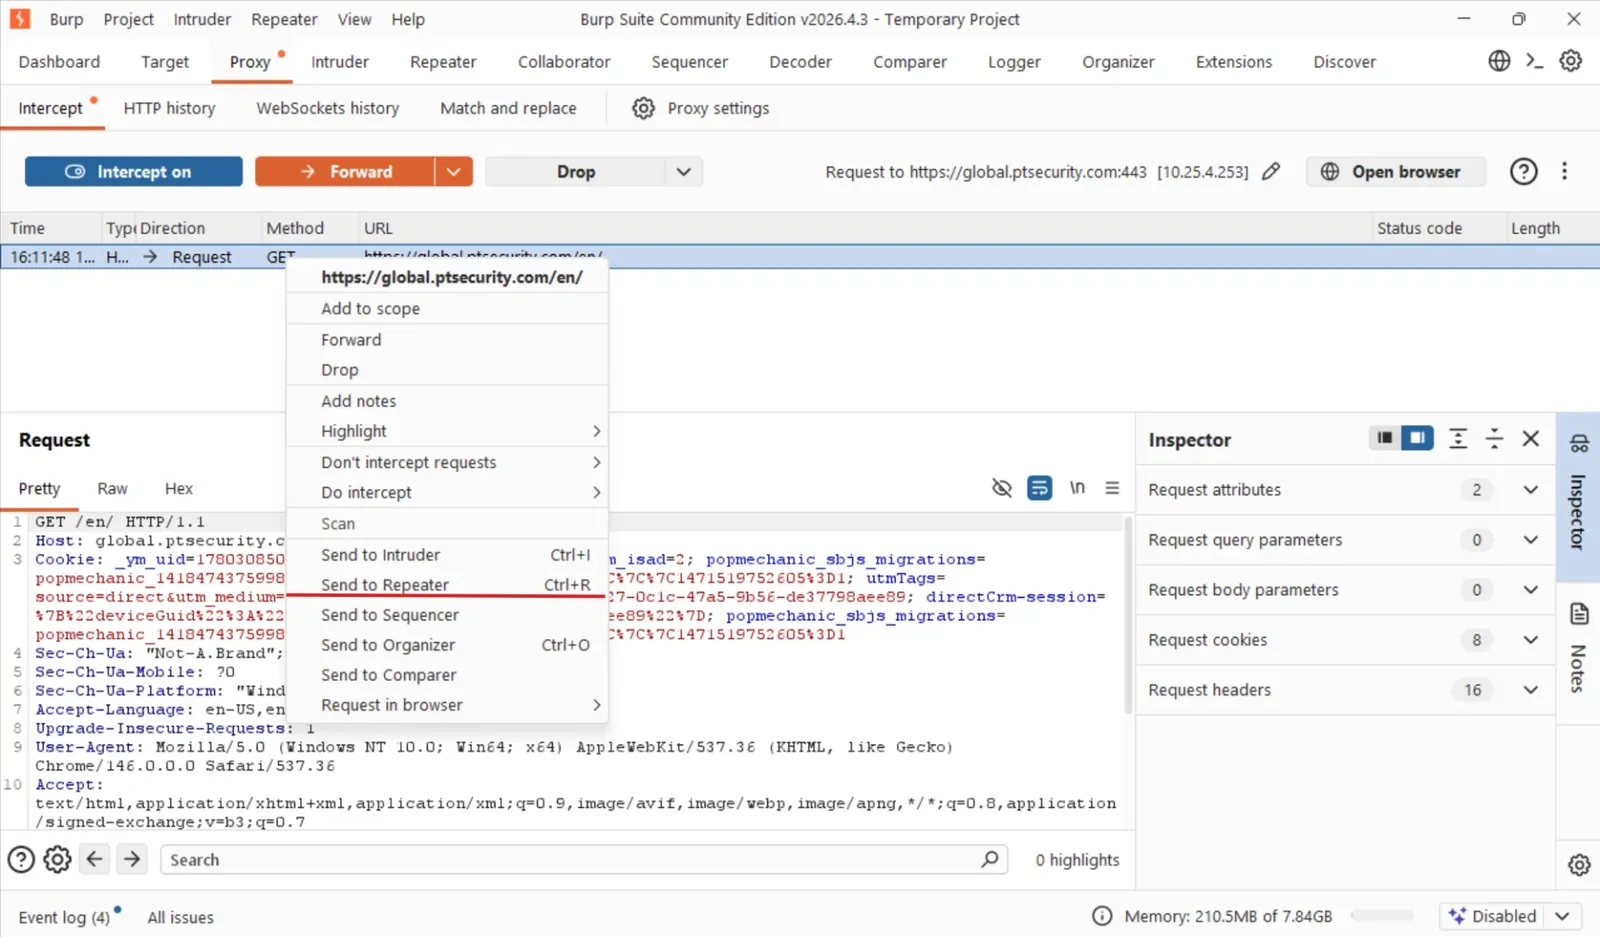 Burp Project Intruder Repeater View Help Burp Suite Community Edition v2026.4.3 - Temporary Project
Dashboard Target Proxy Intruder Repeater Collaborator Sequencer Decoder Comparer Logger Organizer Extensions Discover
Intercept HTTP history WebSockets history Match and replace Proxy settings
Intercept on Forward Drop Request to https://global.ptsecurity.com:443 [10.25.4.253] Open browser
Time Type Direction Method URL Status code Length
16:11:48 1... H... Request GET https://global.ptsecurity.com/en/
https://global.ptsecurity.com/en/
Add to scope
Forward
Drop
Add notes
Highlight
Don't intercept requests
Do intercept
Scan
Send to Intruder Ctrl+I
Send to Repeater Ctrl+R
Send to Sequencer
Send to Organizer Ctrl+O
Send to Comparer
Request in browser
Request
Pretty Raw Hex \n
1 GET /en/ HTTP/1.1
2 Host: global.ptsecurity.c
3 Cookie: _ym_uid=1780308500 m_isad=2; popmechanic_sbjs_migrations=
popmechanic_1418474375998 C%7C%7C1471519752605%3D1; utmTags=
source=direct&utm_medium= 27-0c1c-47a5-9b56-de37798aee89; directCrm-session=
%7B%22deviceGuid%22%3A%22 ee89%22%7D; popmechanic_sbjs_migrations=
popmechanic_1418474375998 C%7C%7C1471519752605%3D1
4 Sec-Ch-Ua: "Not-A.Brand";
5 Sec-Ch-Ua-Mobile: ?0
6 Sec-Ch-Ua-Platform: "Wind
7 Accept-Language: en-US,en
8 Upgrade-Insecure-Requests: 1
9 User-Agent: Mozilla/5.0 (Windows NT 10.0; Win64; x64) AppleWebKit/537.36 (KHTML, like Gecko)
Chrome/146.0.0.0 Safari/537.36
10 Accept:
text/html,application/xhtml+xml,application/xml;q=0.9,image/avif,image/webp,image/apng,*/*;q=0.8,application
/signed-exchange;v=b3;q=0.7
Inspector
Request attributes 2
Request query parameters 0
Request body parameters 0
Request cookies 8
Request headers 16
Inspector
Notes
Search 0 highlights
Event log (4) All issues Memory: 210.5MB of 7.84GB Disabled